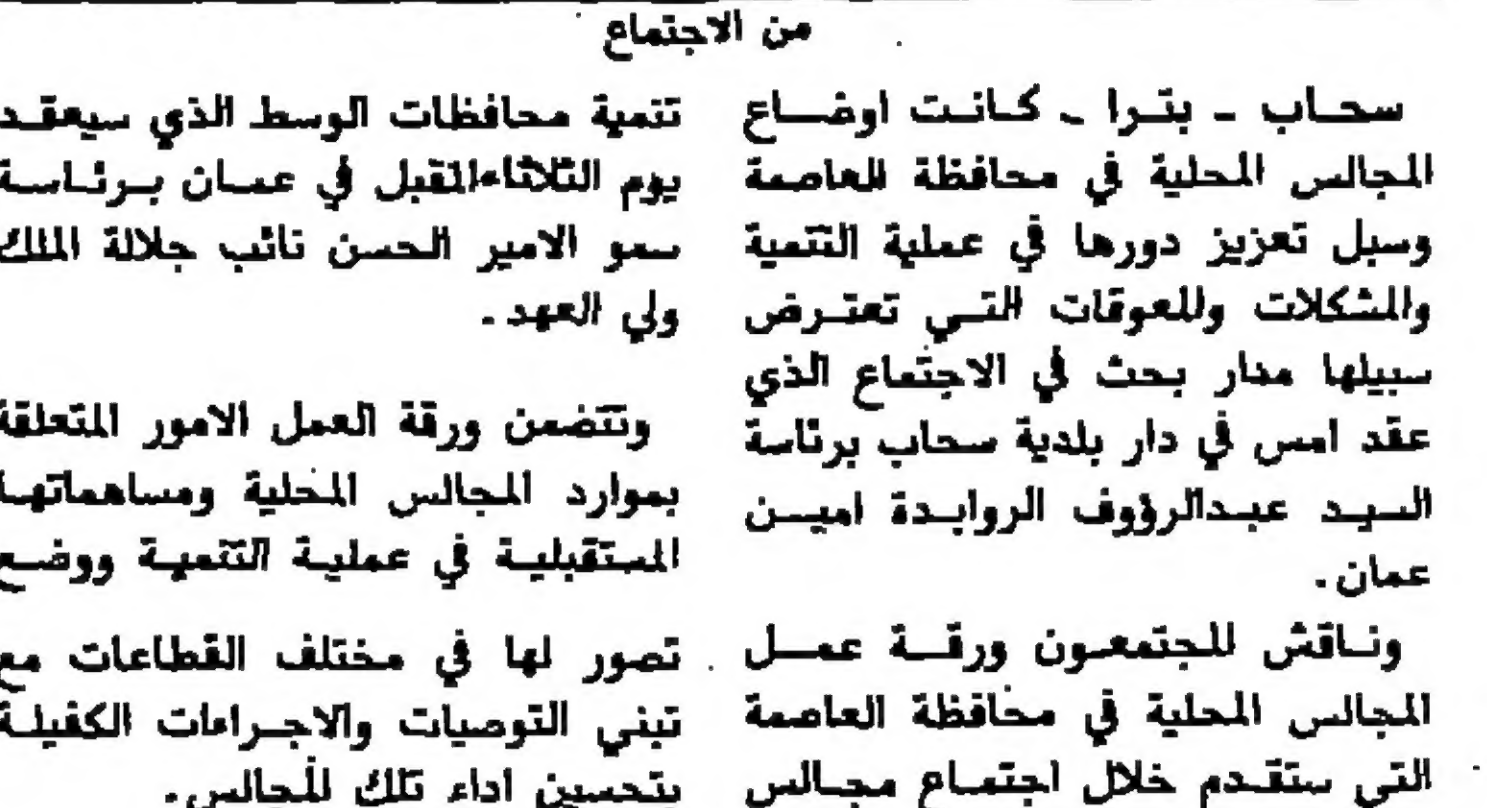 من الاجتماع
سحاب - بترا - كانت اوضاع
المجالس المحلية في محافظة العاصمة
وسبل تعزيز دورها في عملية التنمية
والمشكلات والمعوقات التي تعترض
سبيلها مدار بحث في الاجتماع الذي
عقد امس في دار بلدية سحاب برئاسة
السيد عبدالرؤوف الروابدة امين
عمان .
وناقش المجتمعون ورقة عمل
المجالس المحلية في محافظة العاصمة
التي ستقدم خلال اجتماع مجالس
تنمية محافظات الوسط الذي سيعقد
يوم الثلاثاء المقبل في عمان برئاسة
سمو الامير الحسن نائب جلالة الملك
ولي العهد .
وتتضمن ورقة العمل الامور المتعلقة
بموارد المجالس المحلية ومساهماتها
المستقبلية في عملية التنمية ووضع
تصور لها في مختلف القطاعات مع
تبني التوصيات والاجراءات الكفيلة
بتحسين اداء تلك المجالس .